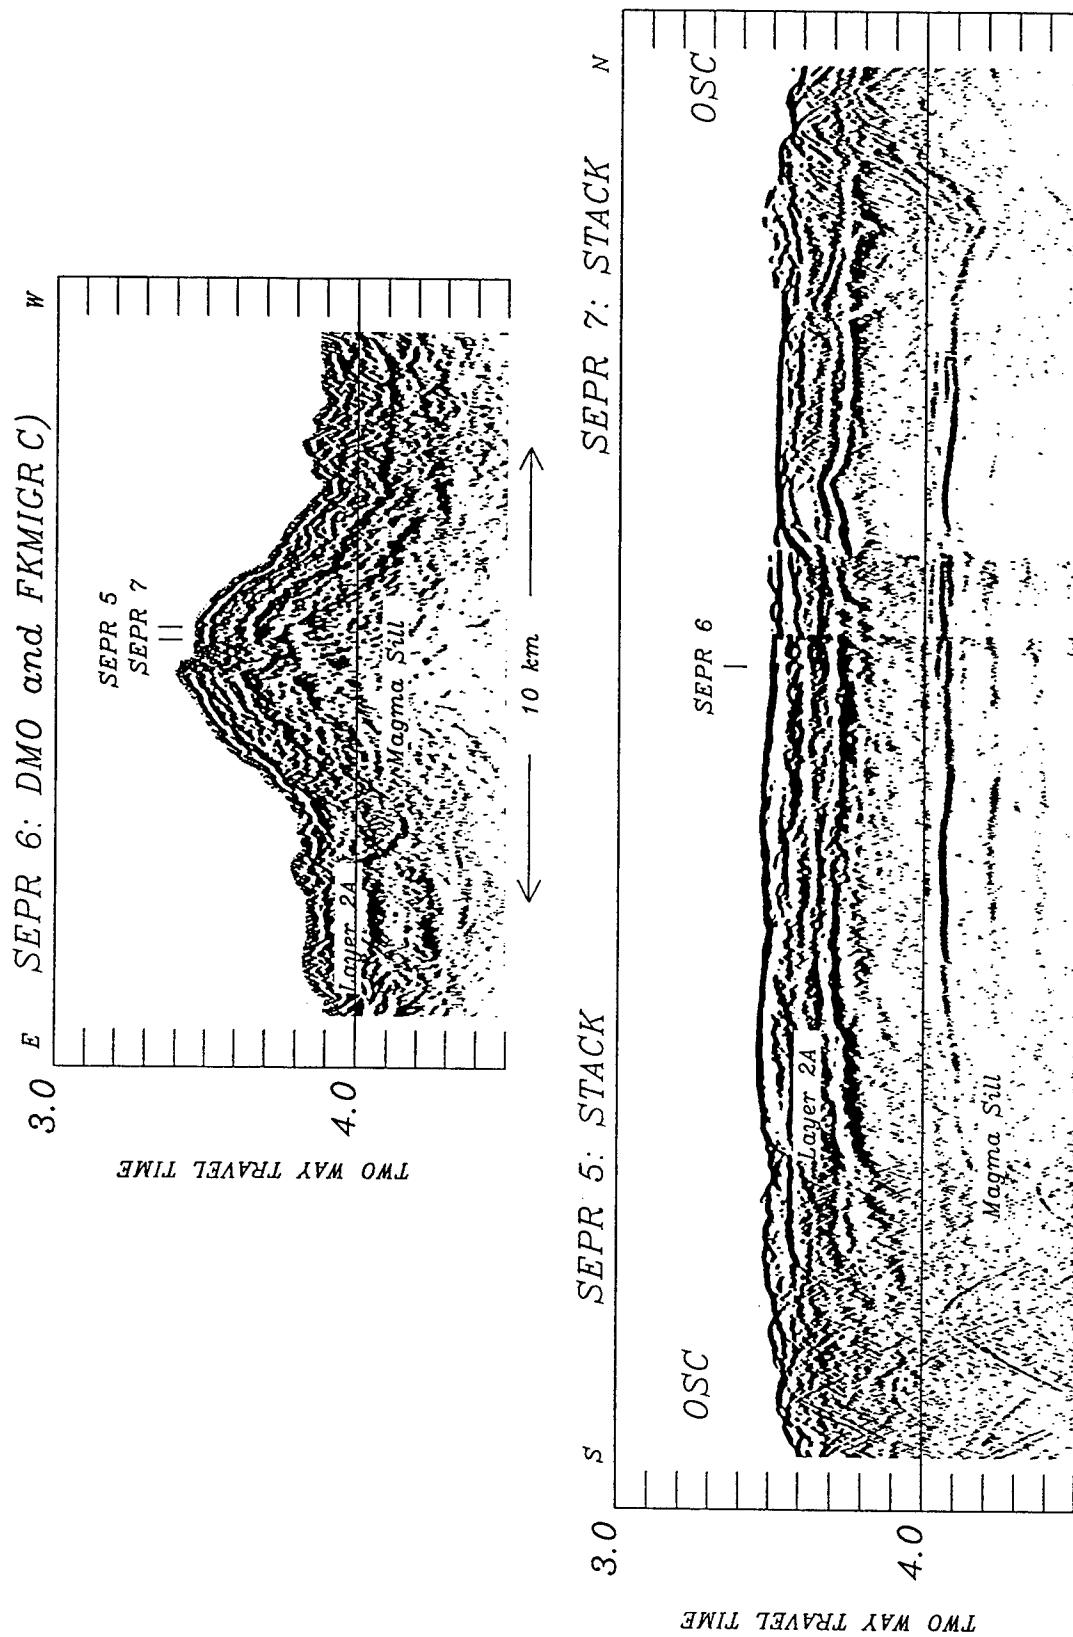 SEPR 6: DMO and FKMIGR C)
E
W
SEPR 5
SEPR 7
3.0
4.0
TWO WAY TRAVEL TIME
Layer 2A
Magma Sill
10 km
SEPR 5: STACK
SEPR 7: STACK
S
N
OSC
OSC
SEPR 6
3.0
4.0
TWO WAY TRAVEL TIME
Layer 2A
Magma Sill